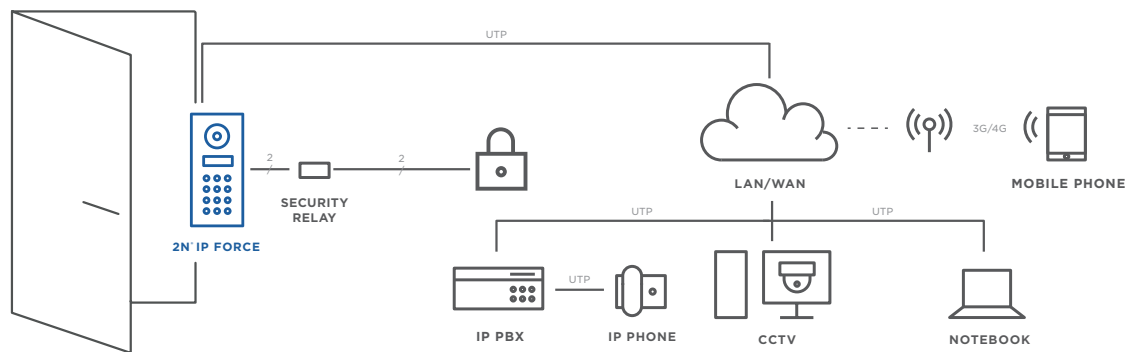 UTP
2
2
3G/4G
SECURITY
RELAY
LAN/WAN
MOBILE PHONE
UTP
UTP
2N® IP FORCE
UTP
IP PBX
IP PHONE
CCTV
NOTEBOOK